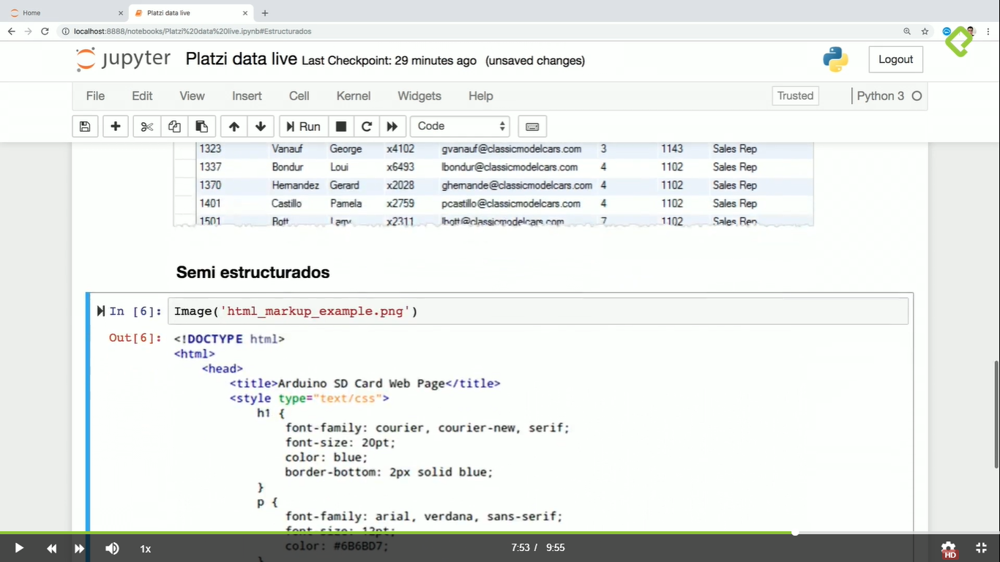 Home
Platzi data live
localhost:8888/notebooks/Platzi%20data%20live.ipynb#Estructurados
jupyter Platzi data live Last Checkpoint: 29 minutes ago (unsaved changes)
Logout
File Edit View Insert Cell Kernel Widgets Help
Trusted
Python 3
Run
Code
1323 Vanauf George x4102 gvanauf@classicmodelcars.com 3 1143 Sales Rep
1337 Bondur Loui x6493 lbondur@classicmodelcars.com 4 1102 Sales Rep
1370 Hernandez Gerard x2028 ghernande@classicmodelcars.com 4 1102 Sales Rep
1401 Castillo Pamela x2759 pcastillo@classicmodelcars.com 4 1102 Sales Rep
1501 Bott Larry x2311 lbott@classicmodelcars.com 7 1102 Sales Rep
Semi estructurados
In [6]: Image('html_markup_example.png')
Out[6]: <!DOCTYPE html>
<html>
<head>
<title>Arduino SD Card Web Page</title>
<style type="text/css">
h1 {
font-family: courier, courier-new, serif;
font-size: 20pt;
color: blue;
border-bottom: 2px solid blue;
}
p {
font-family: arial, verdana, sans-serif;
font-size: 12pt;
color: #6B6BD7;
}
1x
7:53 / 9:55
HD